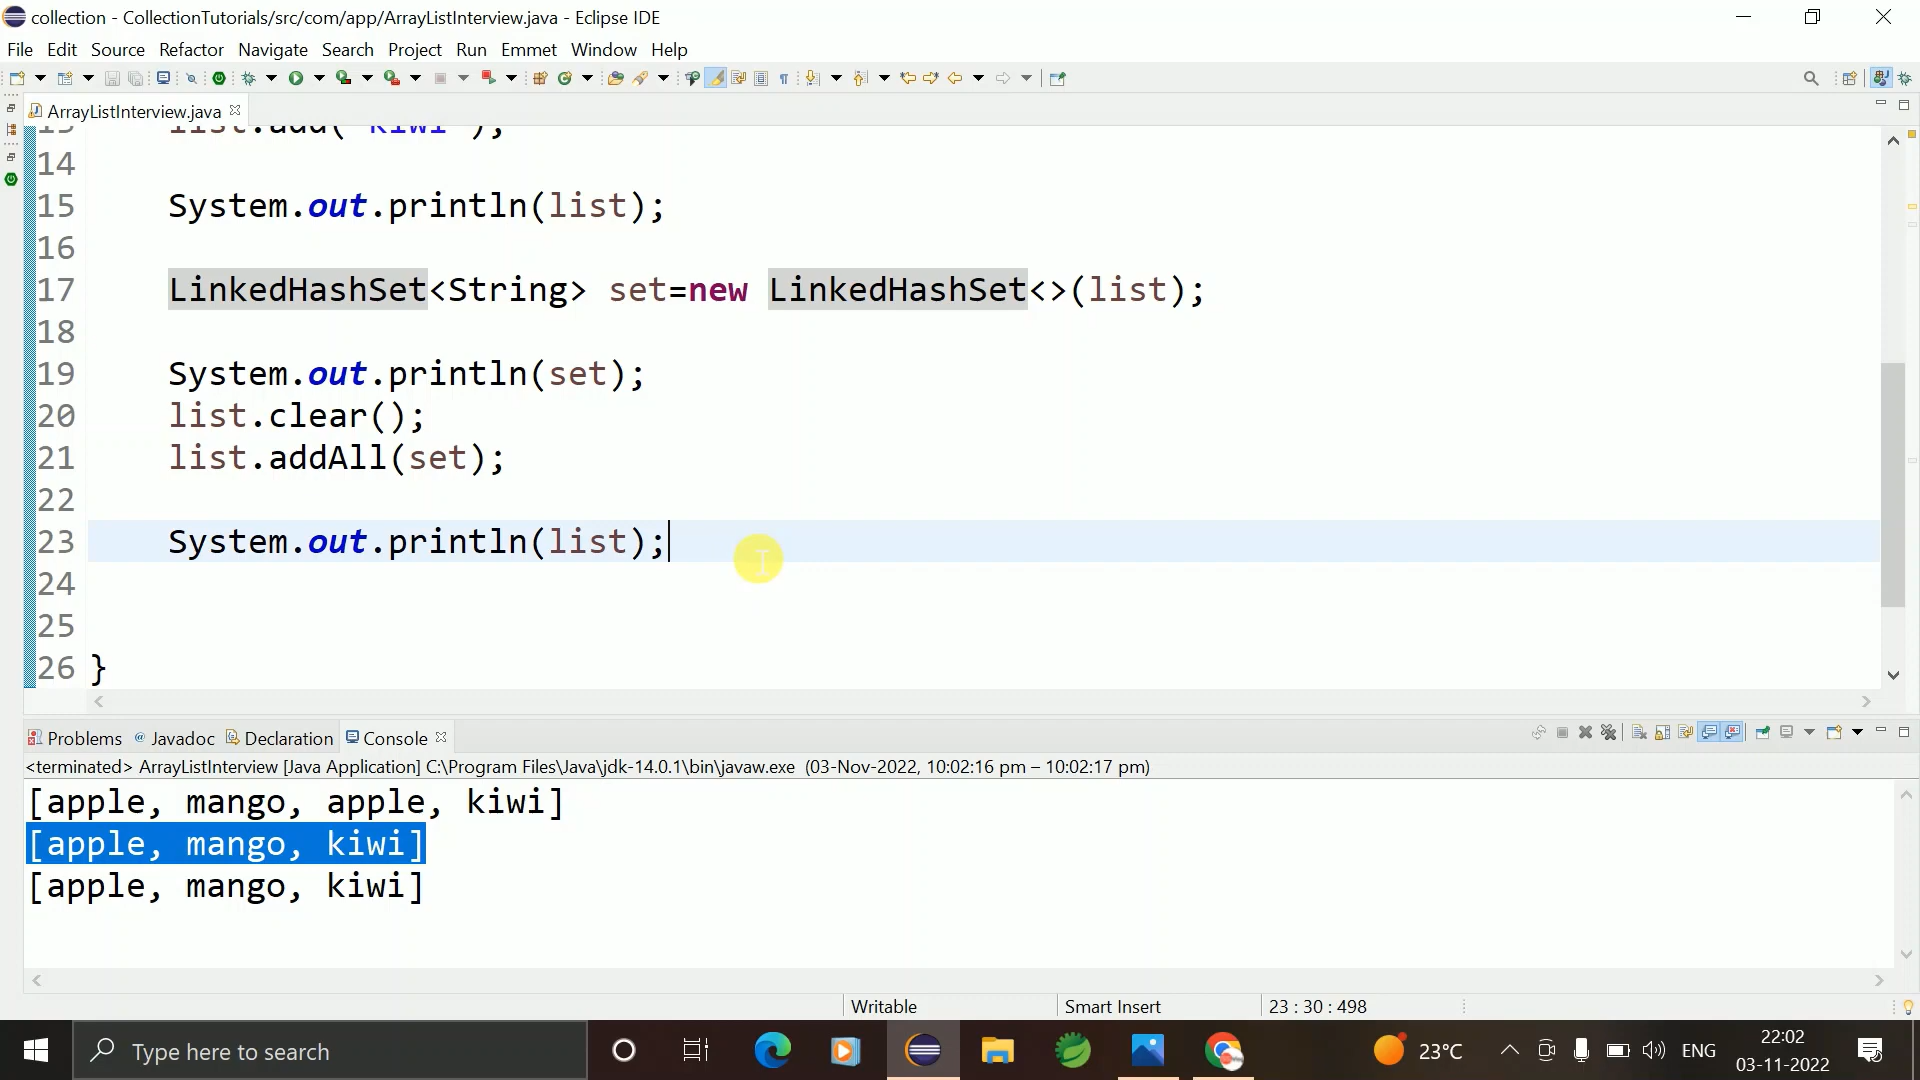 collection - CollectionTutorials/src/com/app/ArrayListInterview.java - Eclipse IDE
File Edit Source Refactor Navigate Search Project Run Emmet Window Help
ArrayListInterview.java
13 list.add("kiwi");
14
15 System.out.println(list);
16
17 LinkedHashSet<String> set=new LinkedHashSet<>(list);
18
19 System.out.println(set);
20 list.clear();
21 list.addAll(set);
22
23 System.out.println(list);
24
25
26 }
Problems Javadoc Declaration Console
<terminated> ArrayListInterview [Java Application] C:\Program Files\Java\jdk-14.0.1\bin\javaw.exe (03-Nov-2022, 10:02:16 pm – 10:02:17 pm)
[apple, mango, apple, kiwi]
[apple, mango, kiwi]
[apple, mango, kiwi]
Writable Smart Insert 23 : 30 : 498
Type here to search 23°C ENG 22:02
03-11-2022